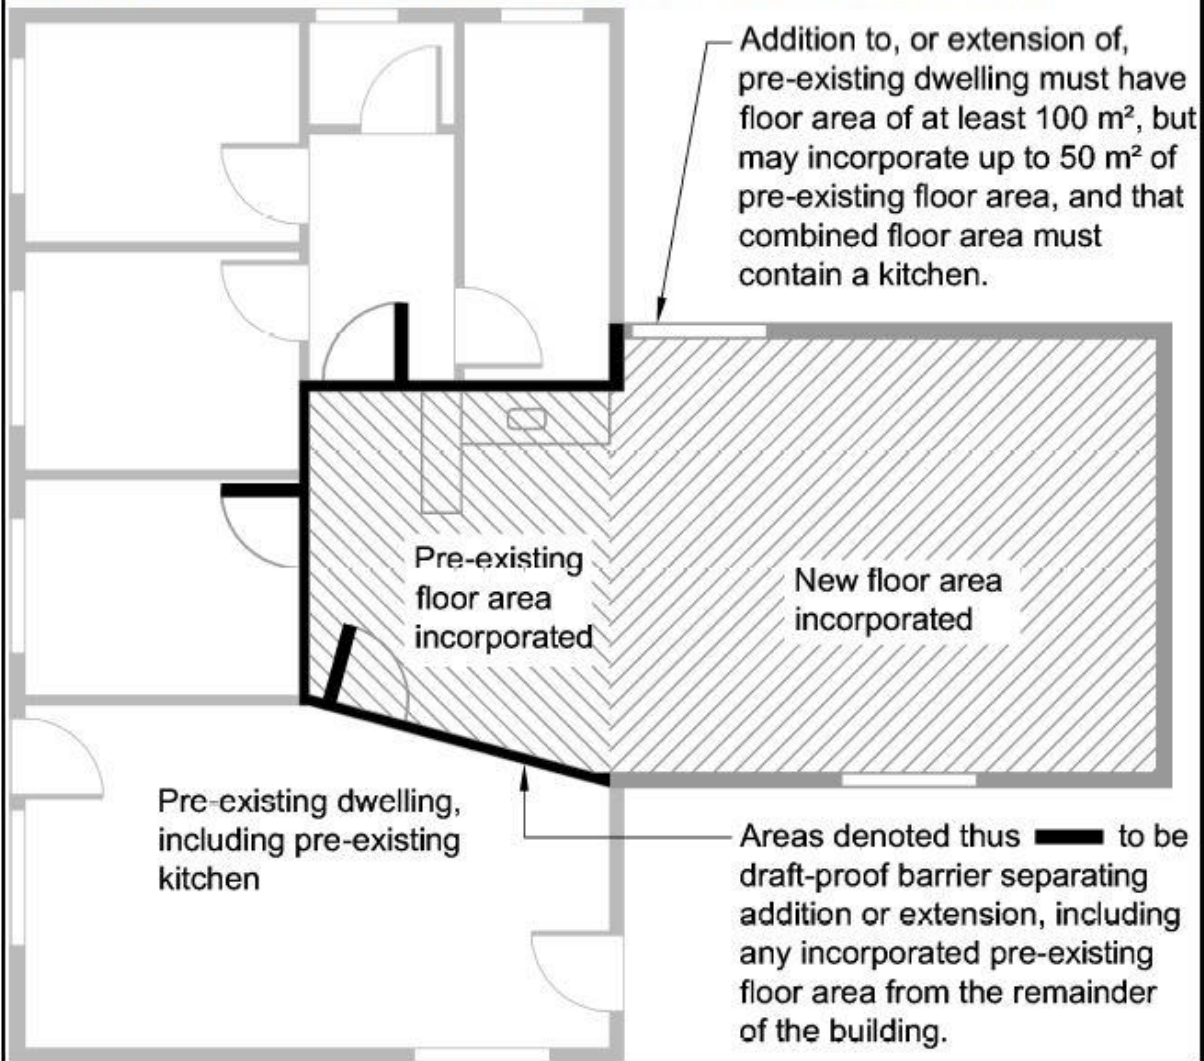 Addition to, or extension of,
pre-existing dwelling must have
floor area of at least 100 m², but
may incorporate up to 50 m² of
pre-existing floor area, and that
combined floor area must
contain a kitchen.
Pre-existing
floor area
incorporated
New floor area
incorporated
Pre-existing dwelling,
including pre-existing
kitchen
Areas denoted thus to be
draft-proof barrier separating
addition or extension, including
any incorporated pre-existing
floor area from the remainder
of the building.